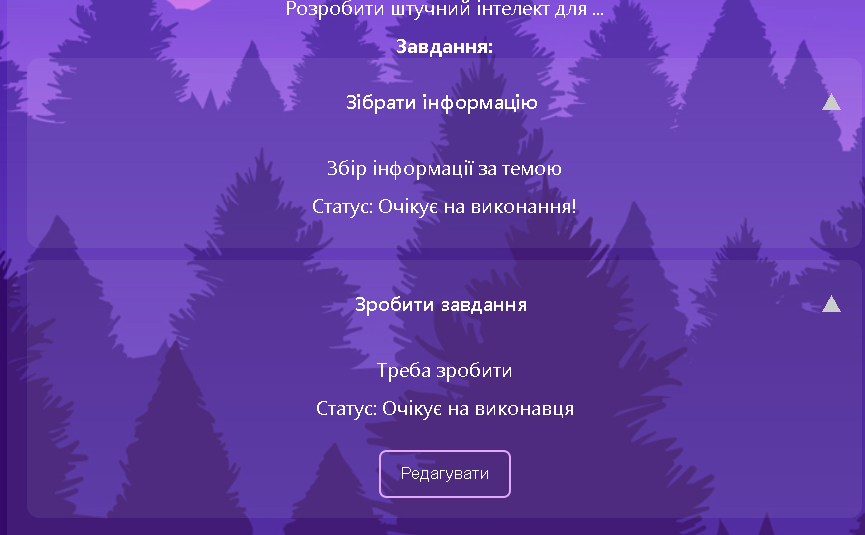 Розробити штучний інтелект для ...
Завдання:
Зібрати інформацію
Збір інформації за темою
Статус: Очікує на виконання!
Зробити завдання
Треба зробити
Статус: Очікує на виконавця
Редагувати